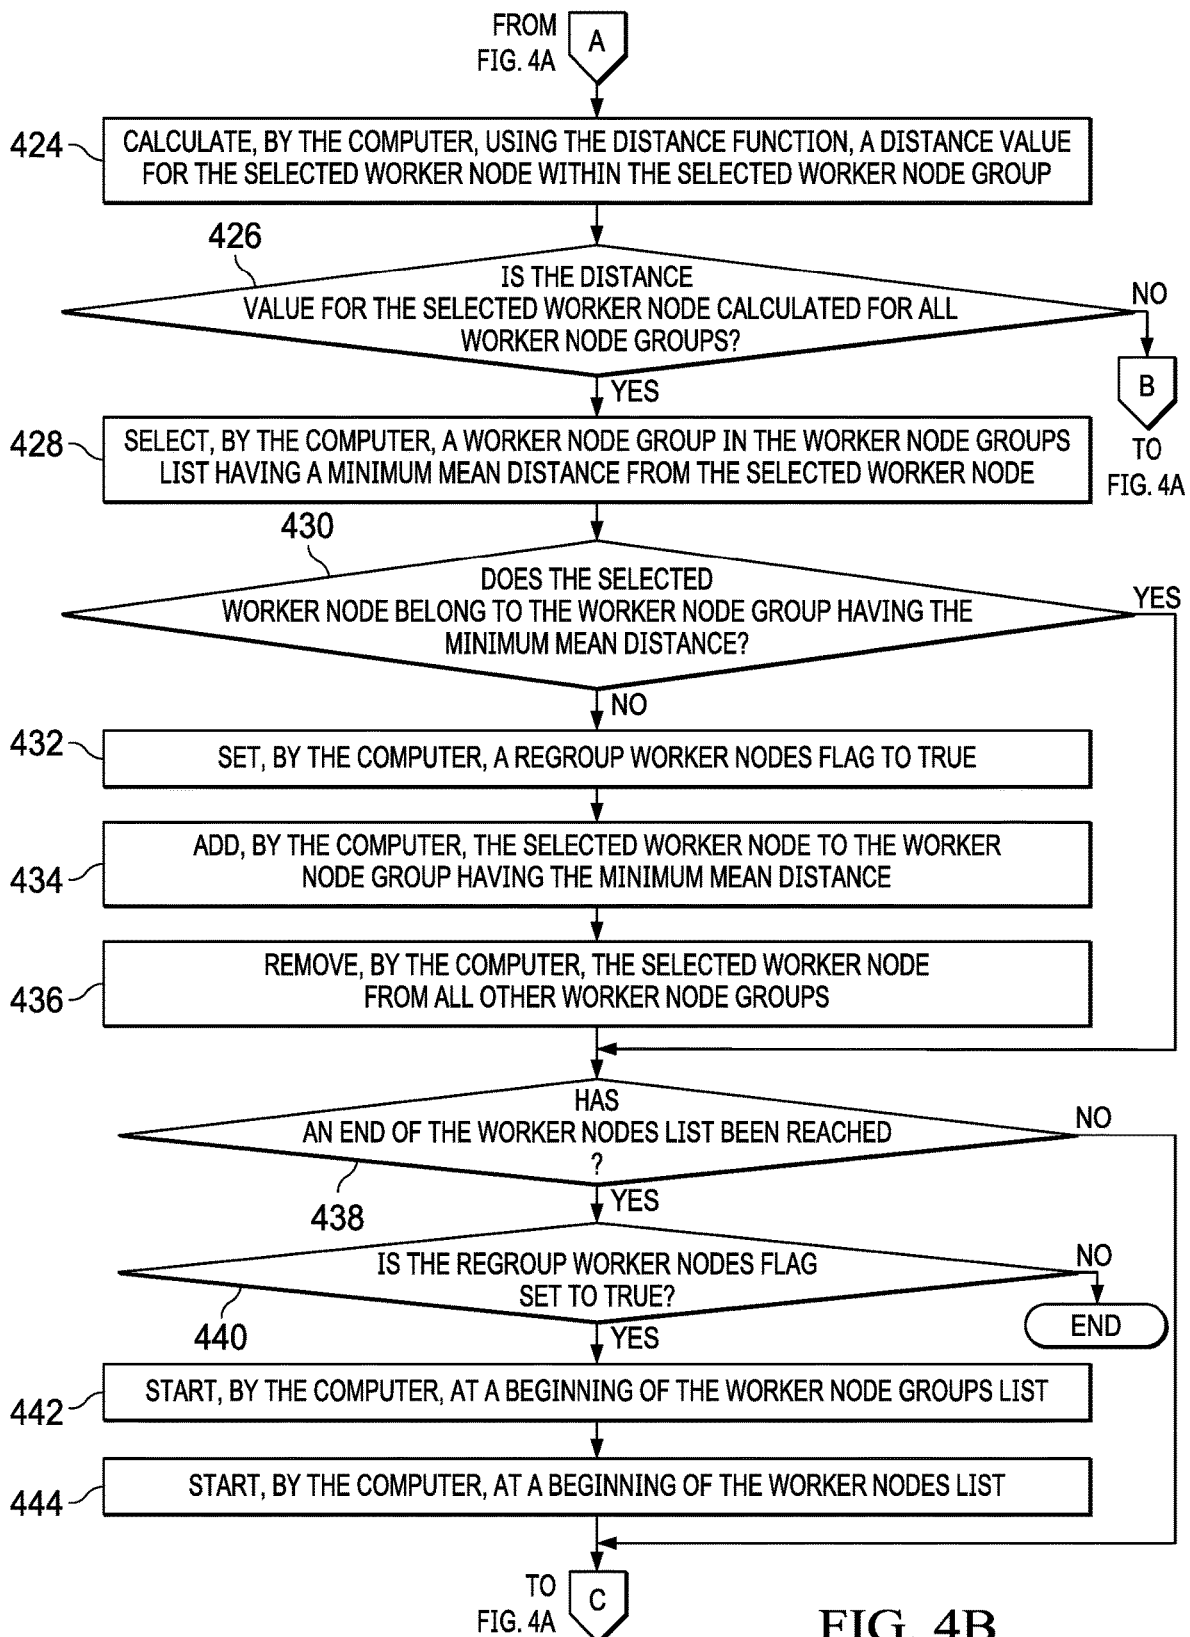 FROM
FIG. 4A
A
424
CALCULATE, BY THE COMPUTER, USING THE DISTANCE FUNCTION, A DISTANCE VALUE
FOR THE SELECTED WORKER NODE WITHIN THE SELECTED WORKER NODE GROUP
426
IS THE DISTANCE
VALUE FOR THE SELECTED WORKER NODE CALCULATED FOR ALL
WORKER NODE GROUPS?
NO
B
TO
FIG. 4A
YES
428
SELECT, BY THE COMPUTER, A WORKER NODE GROUP IN THE WORKER NODE GROUPS
LIST HAVING A MINIMUM MEAN DISTANCE FROM THE SELECTED WORKER NODE
430
DOES THE SELECTED
WORKER NODE BELONG TO THE WORKER NODE GROUP HAVING THE
MINIMUM MEAN DISTANCE?
YES
NO
432
SET, BY THE COMPUTER, A REGROUP WORKER NODES FLAG TO TRUE
434
ADD, BY THE COMPUTER, THE SELECTED WORKER NODE TO THE WORKER
NODE GROUP HAVING THE MINIMUM MEAN DISTANCE
436
REMOVE, BY THE COMPUTER, THE SELECTED WORKER NODE
FROM ALL OTHER WORKER NODE GROUPS
HAS
AN END OF THE WORKER NODES LIST BEEN REACHED
?
NO
438
YES
IS THE REGROUP WORKER NODES FLAG
SET TO TRUE?
NO
END
440
YES
442
START, BY THE COMPUTER, AT A BEGINNING OF THE WORKER NODE GROUPS LIST
444
START, BY THE COMPUTER, AT A BEGINNING OF THE WORKER NODES LIST
TO
FIG. 4A
C
FIG. 4B